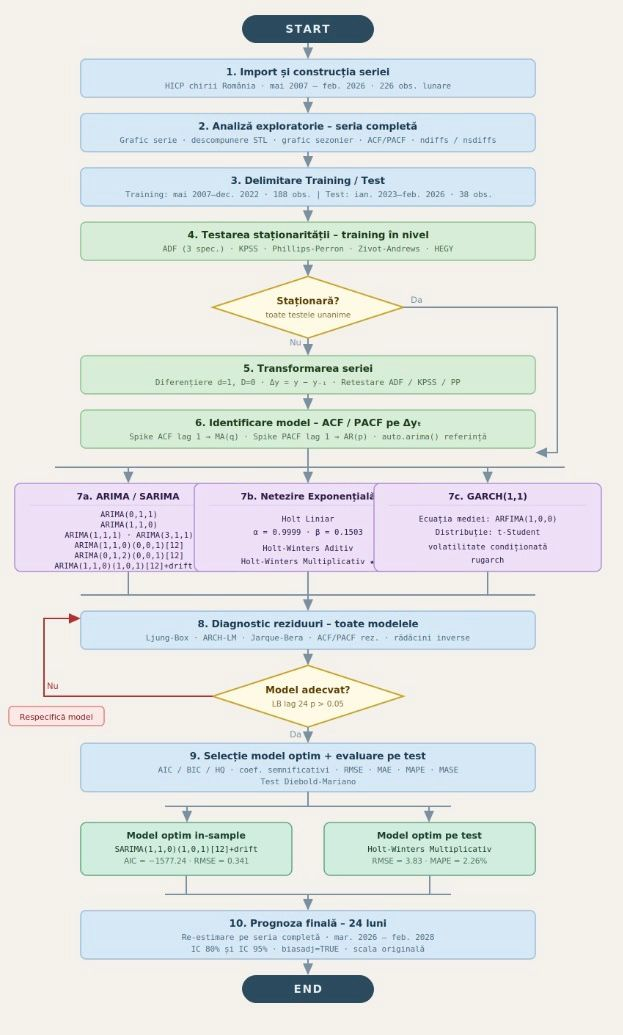 START
1. Import și construcția seriei
HICP chirii România · mai 2007 – feb. 2026 · 226 obs. lunare
2. Analiză exploratorie – seria completă
Grafic serie · descompunere STL · grafic sezonier · ACF/PACF · ndiffs / nsdiffs
3. Delimitare Training / Test
Training: mai 2007–dec. 2022 · 188 obs. | Test: ian. 2023–feb. 2026 · 38 obs.
4. Testarea staționarității – training în nivel
ADF (3 spec.) · KPSS · Phillips-Perron · Zivot-Andrews · HEGY
Staționară?
toate testele unanime
Da
Nu
5. Transformarea seriei
Diferențiere d=1, D=0 · Δy = y − y₋₁ · Retestare ADF / KPSS / PP
6. Identificare model – ACF / PACF pe Δyₜ
Spike ACF lag 1 → MA(q) · Spike PACF lag 1 → AR(p) · auto.arima() referință
7a. ARIMA / SARIMA
ARIMA(0,1,1)
ARIMA(1,1,0)
ARIMA(1,1,1) · ARIMA(3,1,1)
ARIMA(1,1,0)(0,0,1)[12]
ARIMA(0,1,2)(0,0,1)[12]
ARIMA(1,1,0)(1,0,1)[12]+drift
7b. Netezire Exponențială
Holt Liniar
α = 0.9999 · β = 0.1503
Holt-Winters Aditiv
Holt-Winters Multiplicativ
7c. GARCH(1,1)
Ecuația mediei: ARFIMA(1,0,0)
Distribuție: t-Student
volatilitate condiționată
rugarch
8. Diagnostic reziduuri – toate modelele
Ljung-Box · ARCH-LM · Jarque-Bera · ACF/PACF rez. · rădăcini inverse
Model adecvat?
LB lag 24 p > 0.05
Nu
Respecifică model
Da
9. Selecție model optim + evaluare pe test
AIC / BIC / HQ · coef. semnificativi · RMSE · MAE · MAPE · MASE
Test Diebold-Mariano
Model optim in-sample
SARIMA(1,1,0)(1,0,1)[12]+drift
AIC = −1577.24 · RMSE = 0.341
Model optim pe test
Holt-Winters Multiplicativ
RMSE = 3.83 · MAPE = 2.26%
10. Prognoza finală – 24 luni
Re-estimare pe seria completă · mar. 2026 – feb. 2028
IC 80% și IC 95% · biasadj=TRUE · scala originală
END